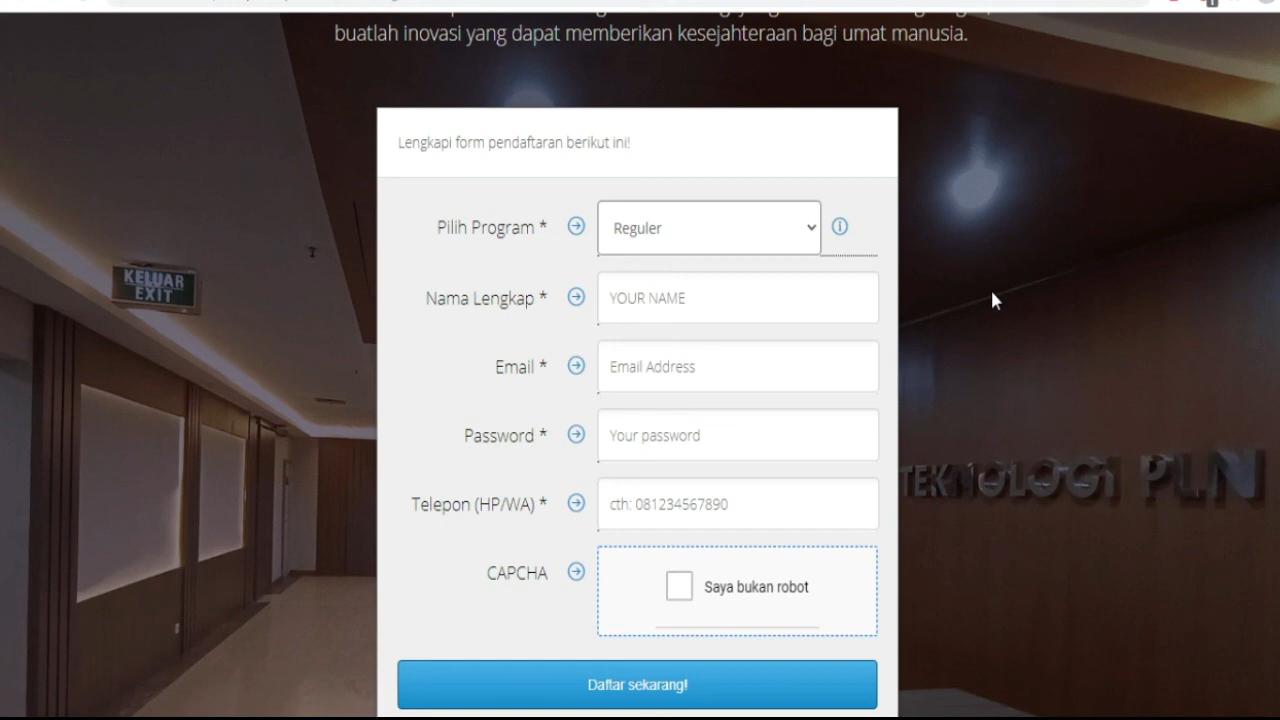 buatlah inovasi yang dapat memberikan kesejahteraan bagi umat manusia.
Lengkapi form pendaftaran berikut ini!
Pilih Program *
Reguler
Nama Lengkap *
YOUR NAME
Email *
Email Address
Password *
Your password
Telepon (HP/WA) *
cth: 081234567890
CAPCHA
Saya bukan robot
Daftar sekarang!
KELUAR
EXIT
TEKNOLOGI PLN